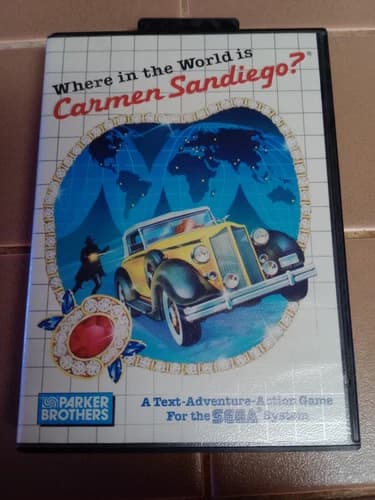 Where in the World is
Carmen Sandiego?®
PARKER
BROTHERS
A Text-Adventure-Action Game
For the SEGA® System